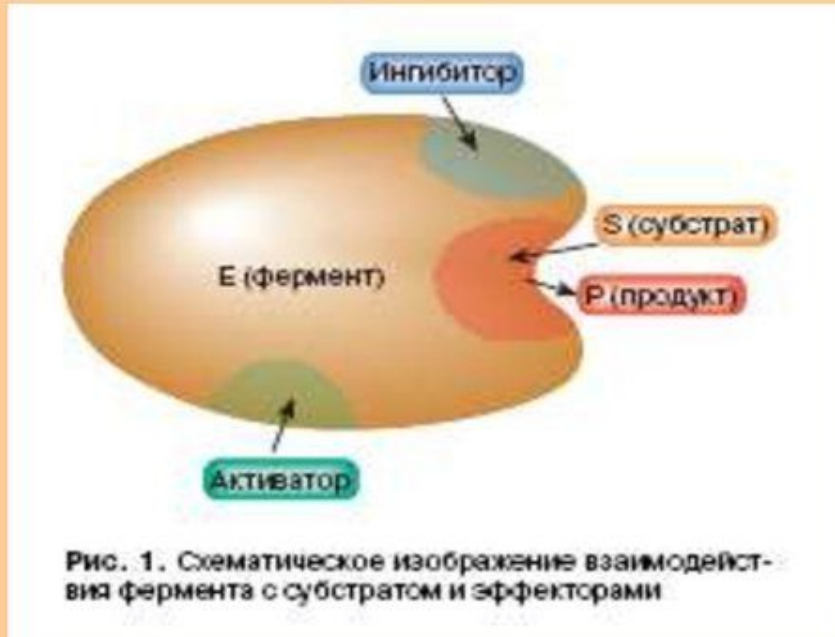 Ингибитор
S (субстрат)
E (фермент)
P (продукт)
Активатор
Рис. 1. Схематическое изображение взаимодейст-
вия фермента с субстратом и эффекторами